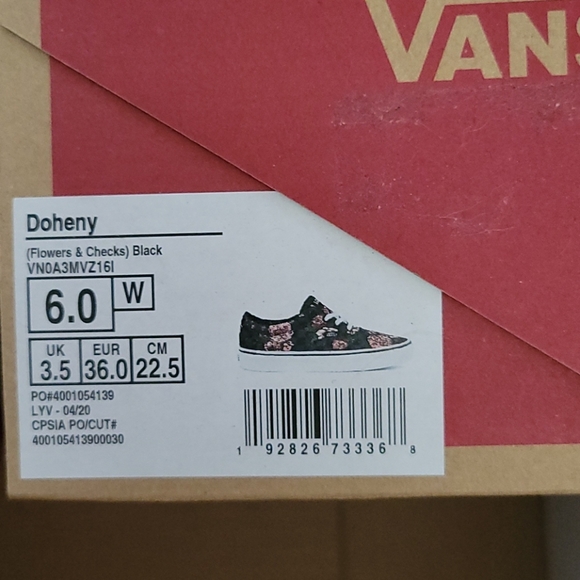 VANS
Doheny
(Flowers & Checks) Black
VN0A3MVZ16I
6.0 W
UK EUR CM
3.5 36.0 22.5
PO#4001054139
LYV - 04/20
CPSIA PO/CUT#
400105413900030
1 92826 73336 8